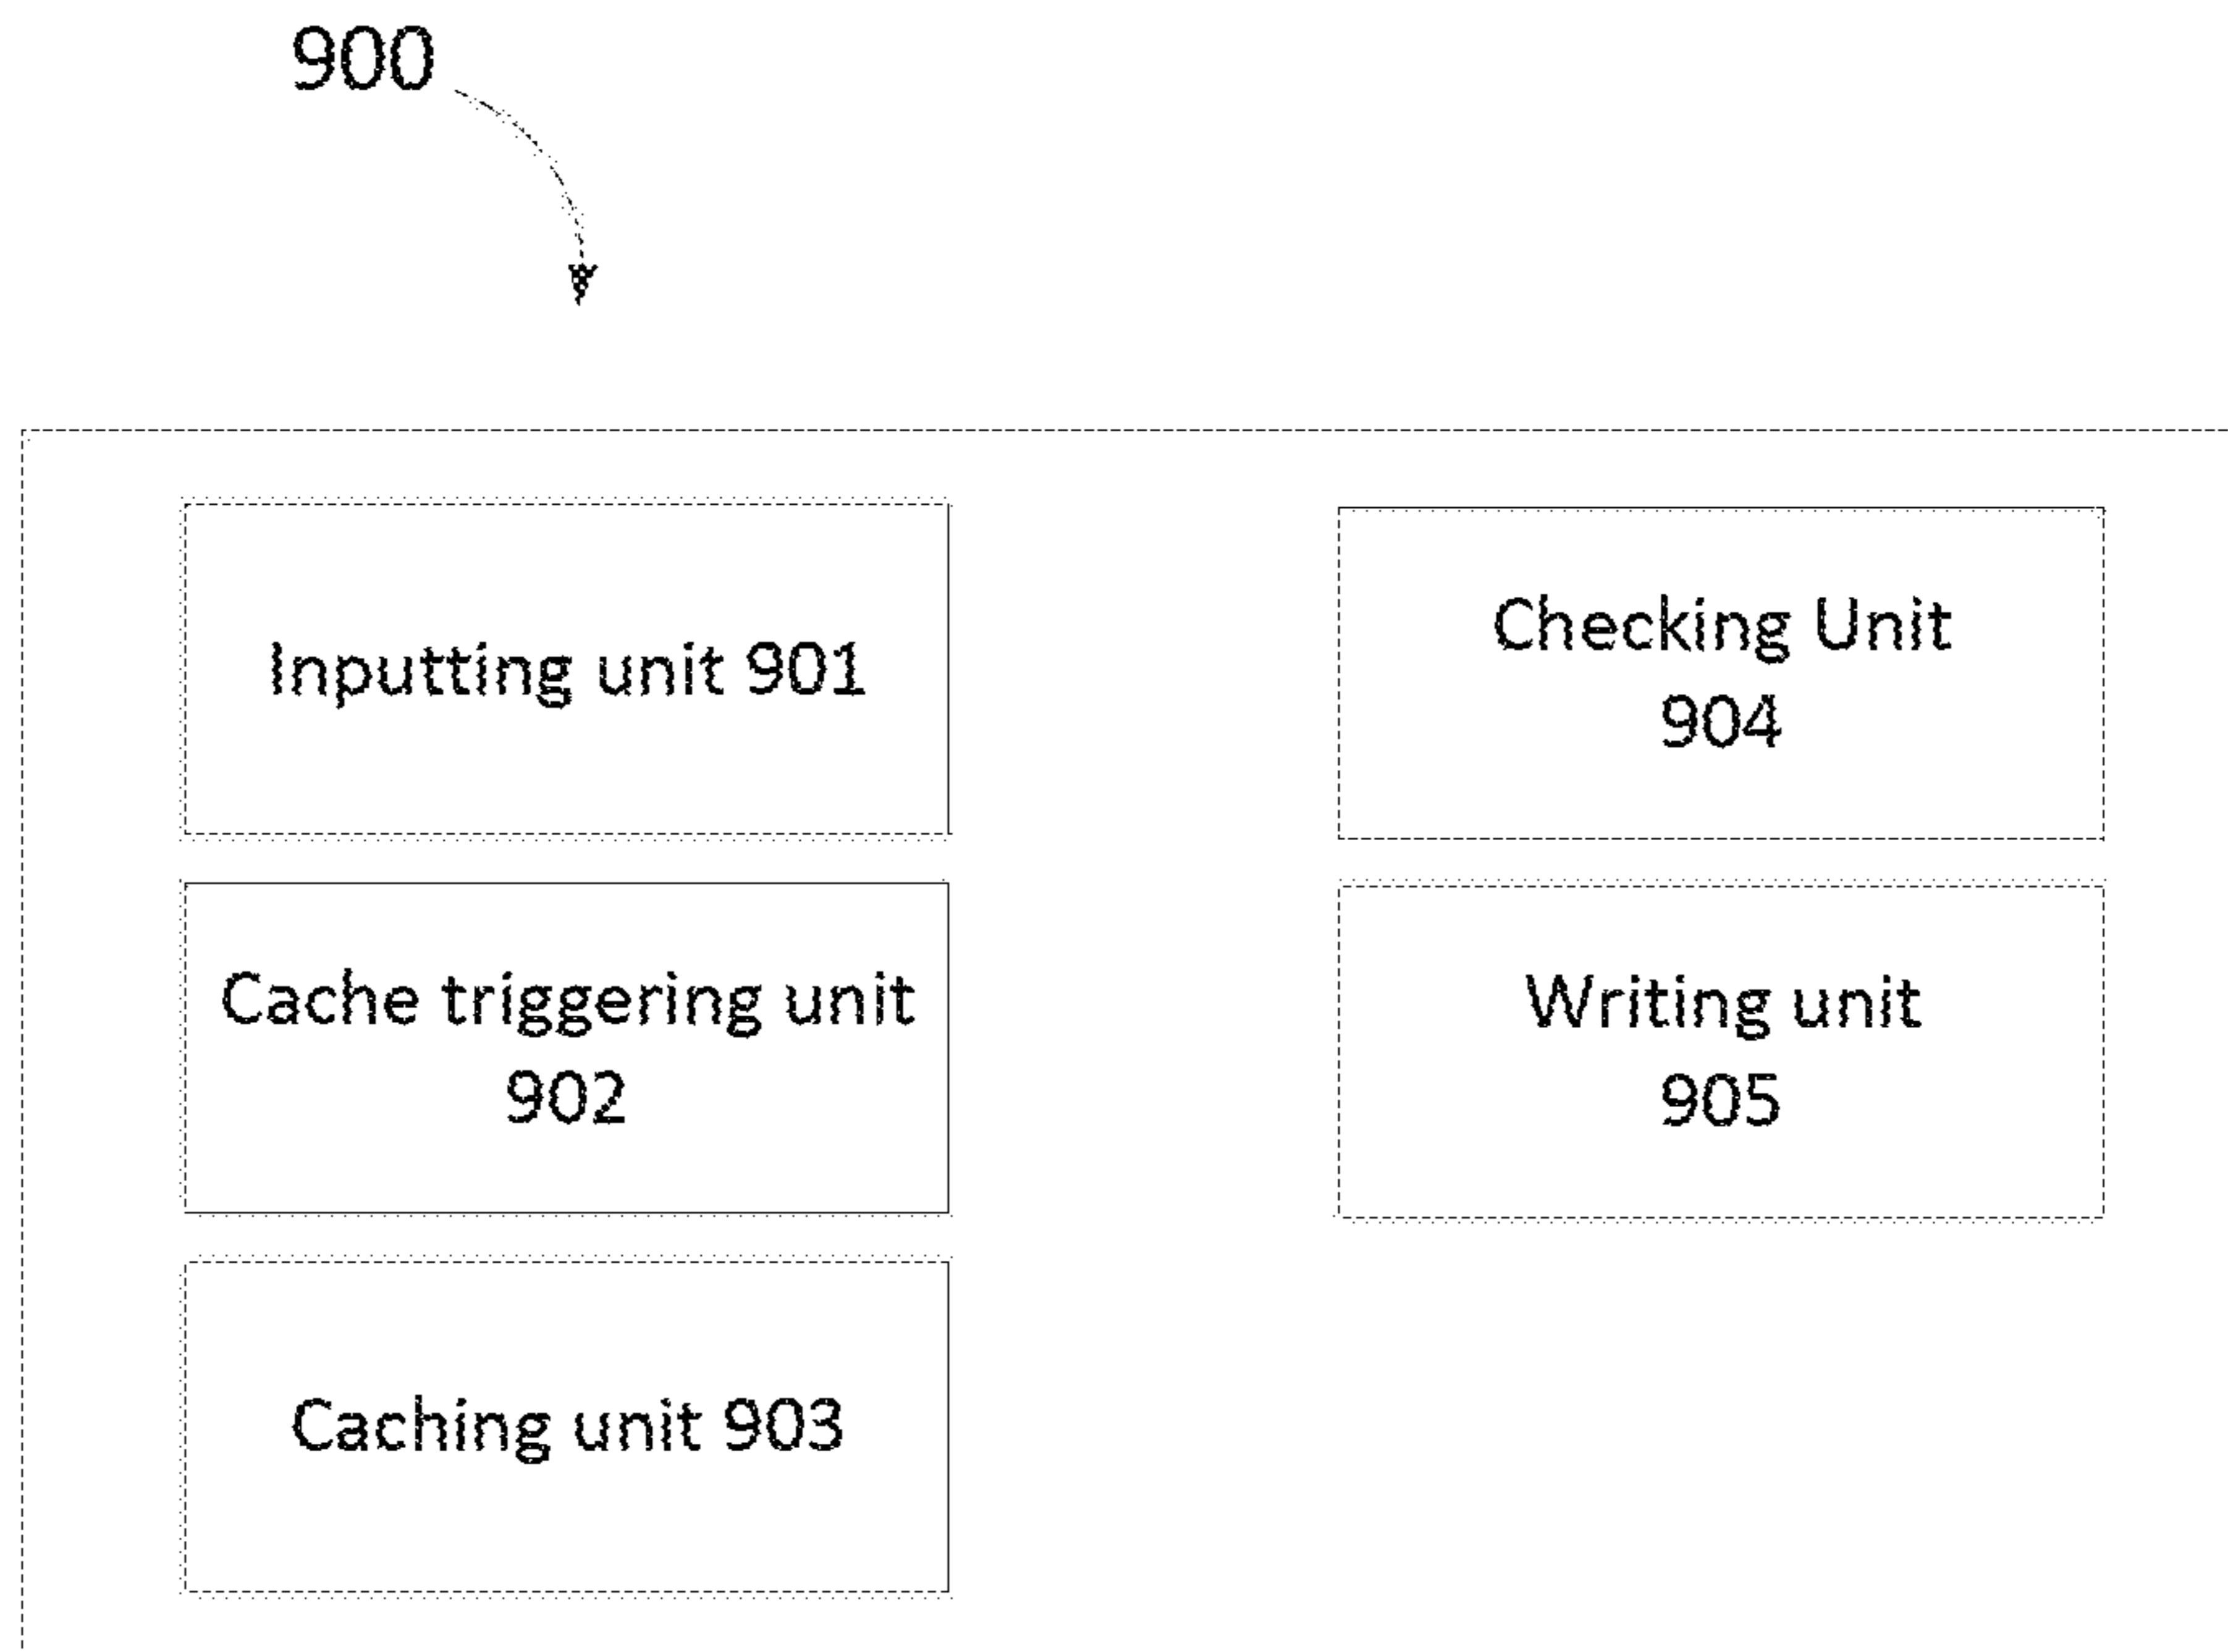 900
Inputting unit 901
Cache triggering unit
902
Caching unit 903
Checking Unit
904
Writing unit
905